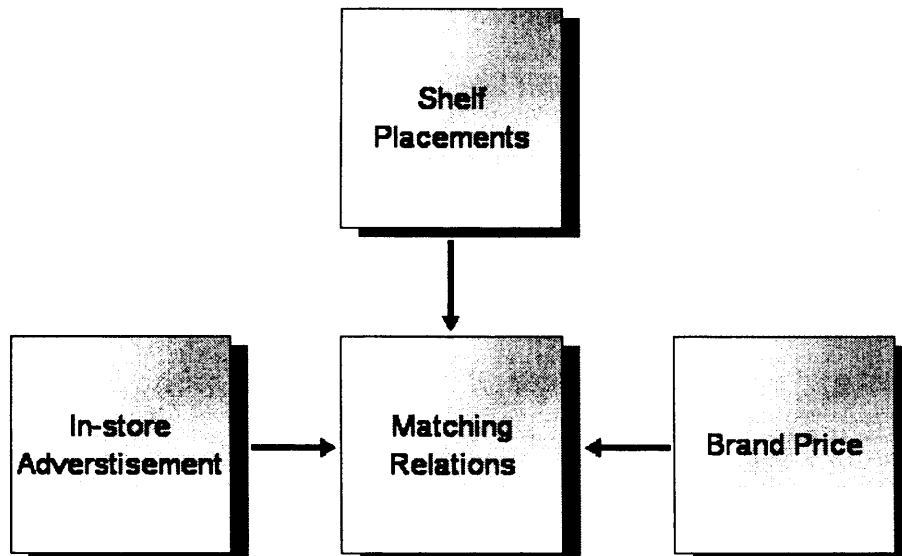 Shelf
Placements
In-store
Adverstisement
Matching
Relations
Brand Price